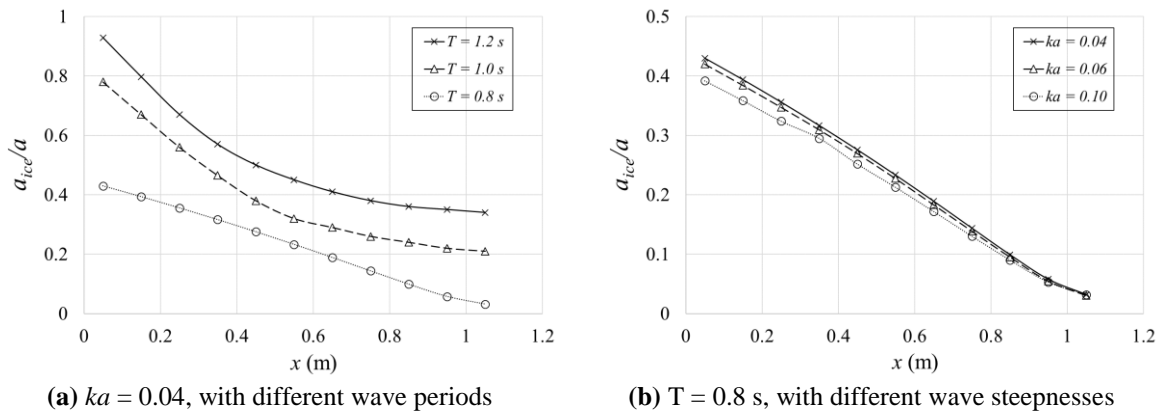 1
0.8
0.6
0.4
0.2
0
a_ice/a
0 0.2 0.4 0.6 0.8 1 1.2
x (m)
T = 1.2 s
T = 1.0 s
T = 0.8 s
(a) ka = 0.04, with different wave periods
0.5
0.4
0.3
0.2
0.1
0
a_ice/a
0 0.2 0.4 0.6 0.8 1 1.2
x (m)
ka = 0.04
ka = 0.06
ka = 0.10
(b) T = 0.8 s, with different wave steepnesses